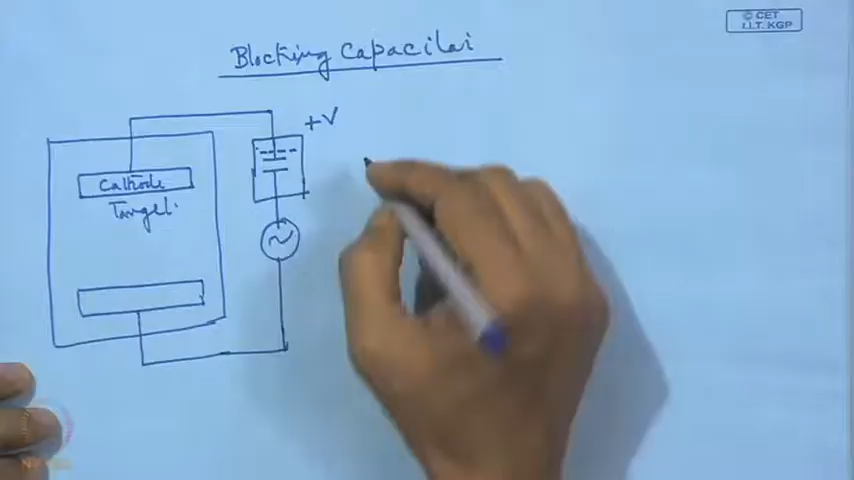 Blocking Capacitor
© CET
I.I.T. KGP
+V
Cathode
Target